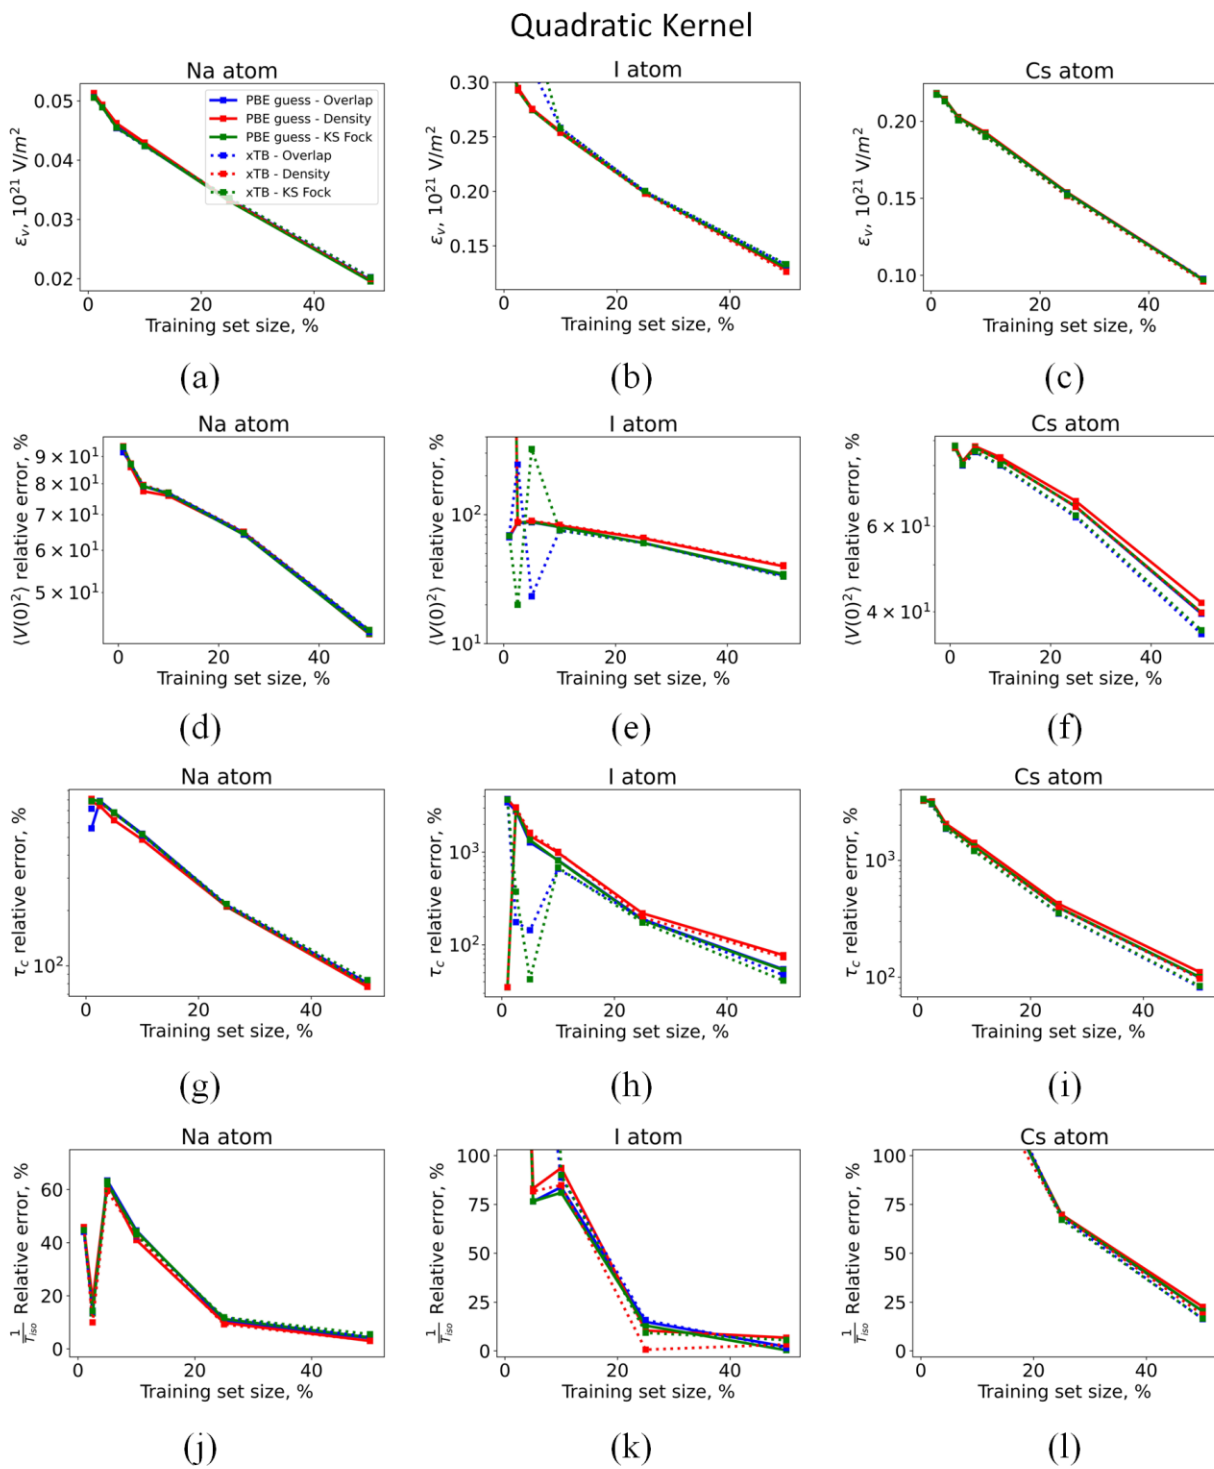 Quadratic Kernel
Na atom
0.05
0.04
0.03
0.02
ε_v, 10^21 V/m^2
PBE guess - Overlap
PBE guess - Density
PBE guess - KS Fock
xTB - Overlap
xTB - Density
xTB - KS Fock
0 20 40
Training set size, %
(a)
I atom
0.30
0.25
0.20
0.15
ε_v, 10^21 V/m^2
0 20 40
Training set size, %
(b)
Cs atom
0.20
0.15
0.10
ε_v, 10^21 V/m^2
0 20 40
Training set size, %
(c)
Na atom
9 × 10^1
8 × 10^1
7 × 10^1
6 × 10^1
5 × 10^1
⟨V(0)^2⟩ relative error, %
0 20 40
Training set size, %
(d)
I atom
10^2
10^1
⟨V(0)^2⟩ relative error, %
0 20 40
Training set size, %
(e)
Cs atom
6 × 10^1
4 × 10^1
⟨V(0)^2⟩ relative error, %
0 20 40
Training set size, %
(f)
Na atom
10^2
τ_c relative error, %
0 20 40
Training set size, %
(g)
I atom
10^3
10^2
τ_c relative error, %
0 20 40
Training set size, %
(h)
Cs atom
10^3
10^2
τ_c relative error, %
0 20 40
Training set size, %
(i)
Na atom
60
40
20
0
1/T_iso Relative error, %
0 20 40
Training set size, %
(j)
I atom
100
75
50
25
0
1/T_iso Relative error, %
0 20 40
Training set size, %
(k)
Cs atom
100
75
50
25
0
1/T_iso Relative error, %
0 20 40
Training set size, %
(l)